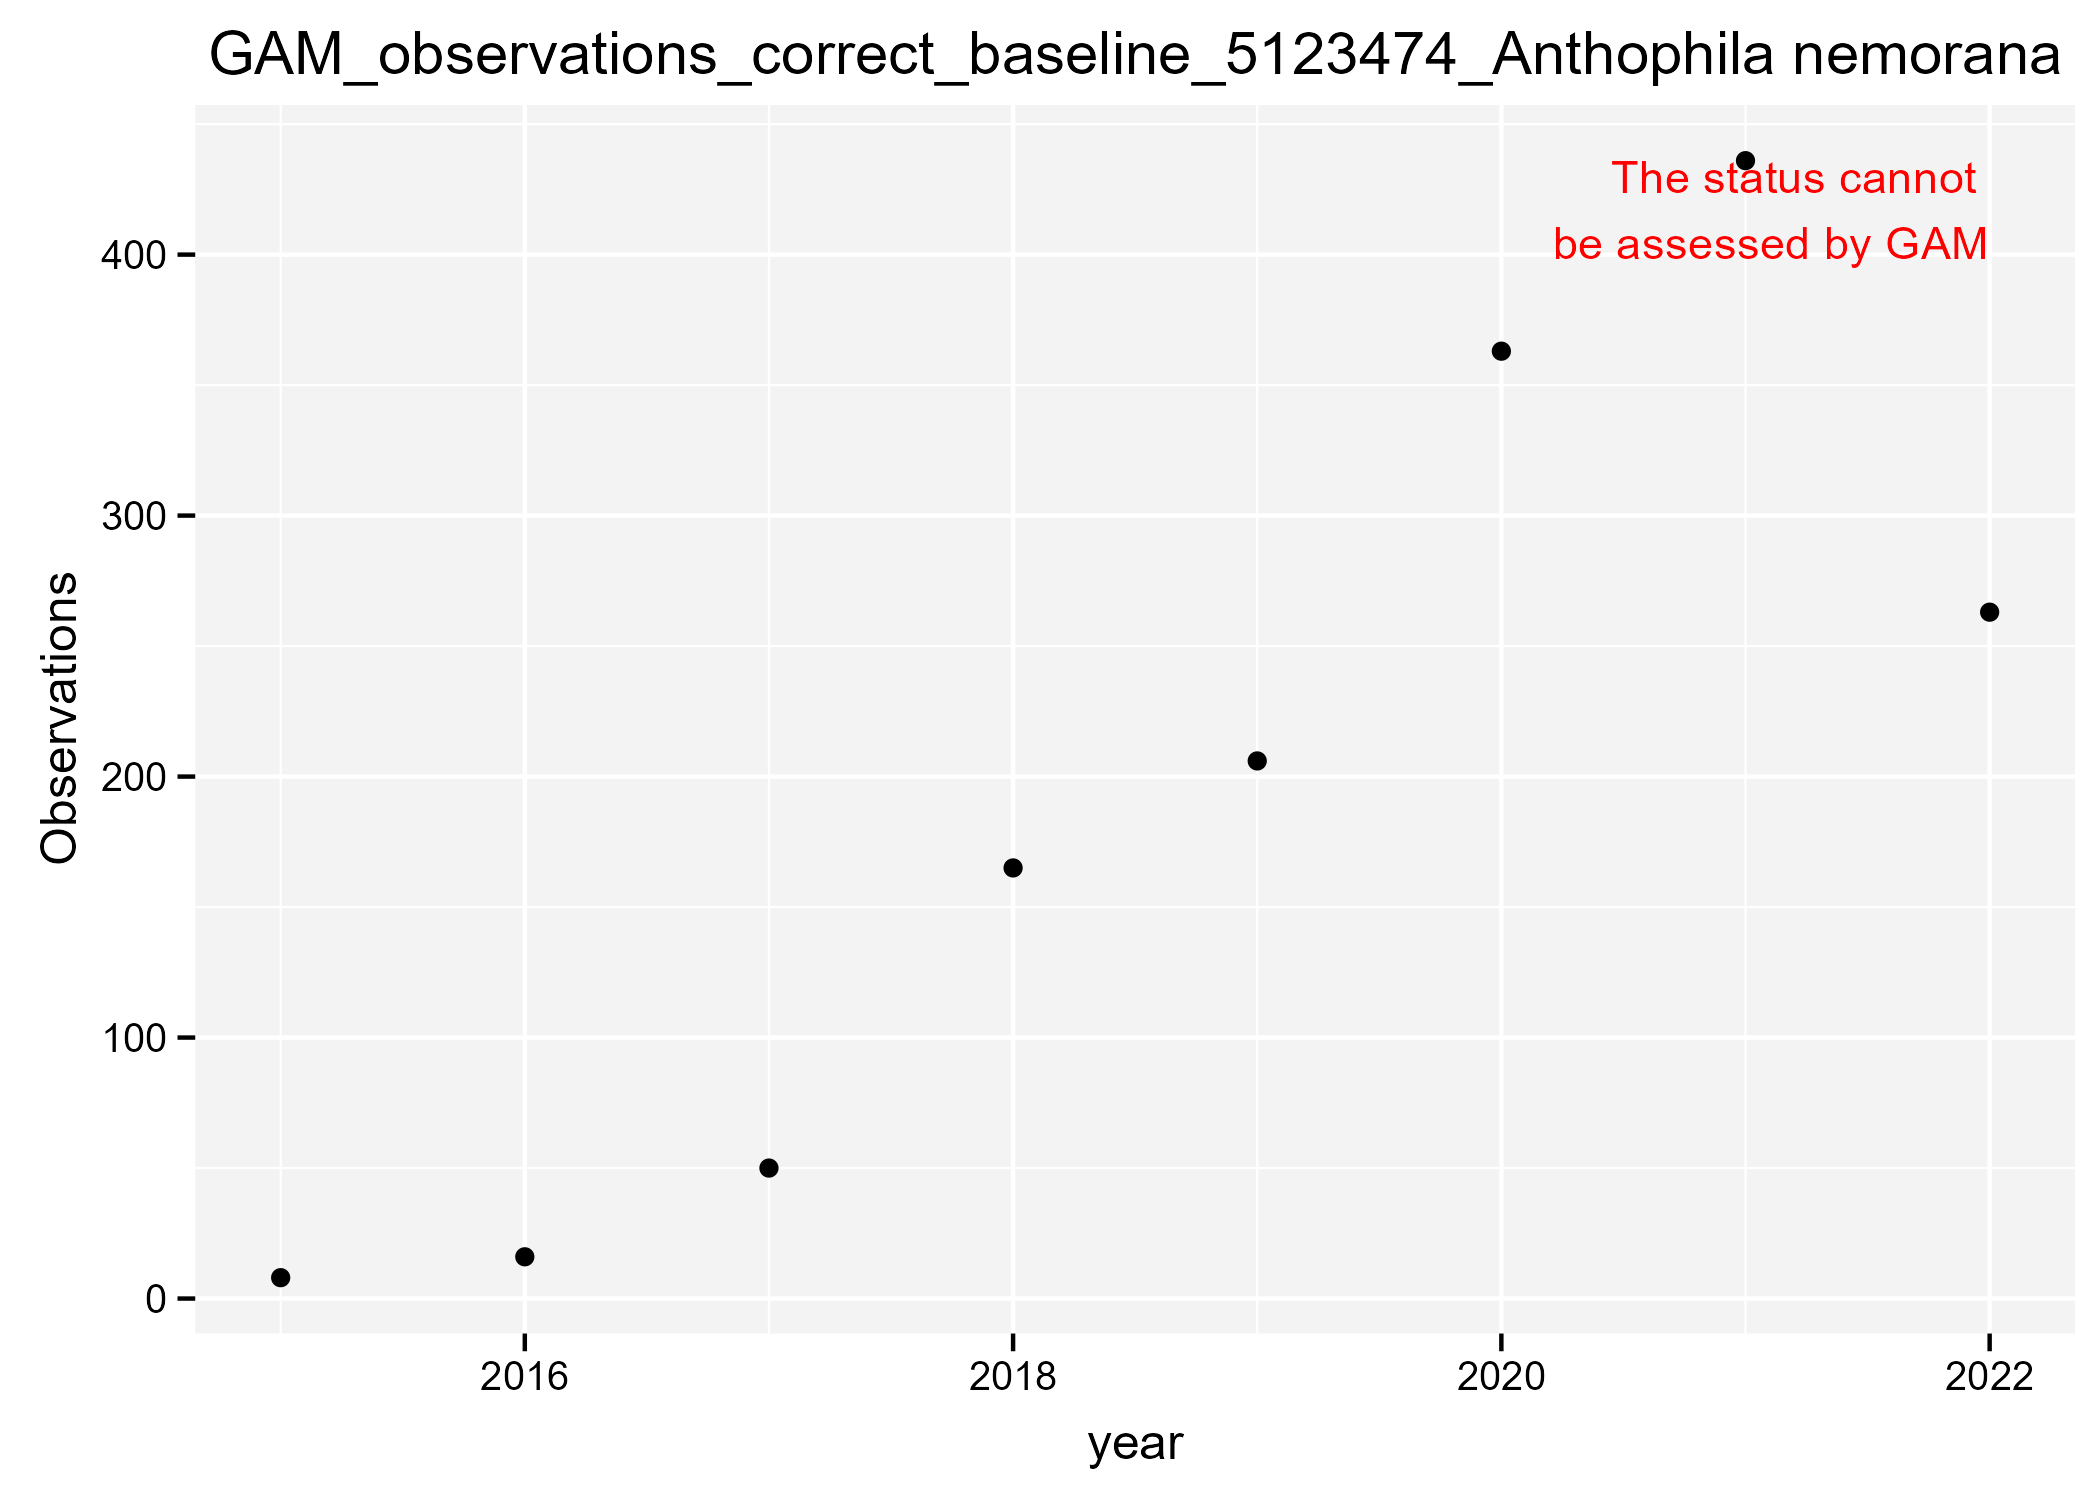 GAM_observations_correct_baseline_5123474_Anthophila nemorana
The status cannot
be assessed by GAM
400
300
200
100
0
Observations
2016 2018 2020 2022
year